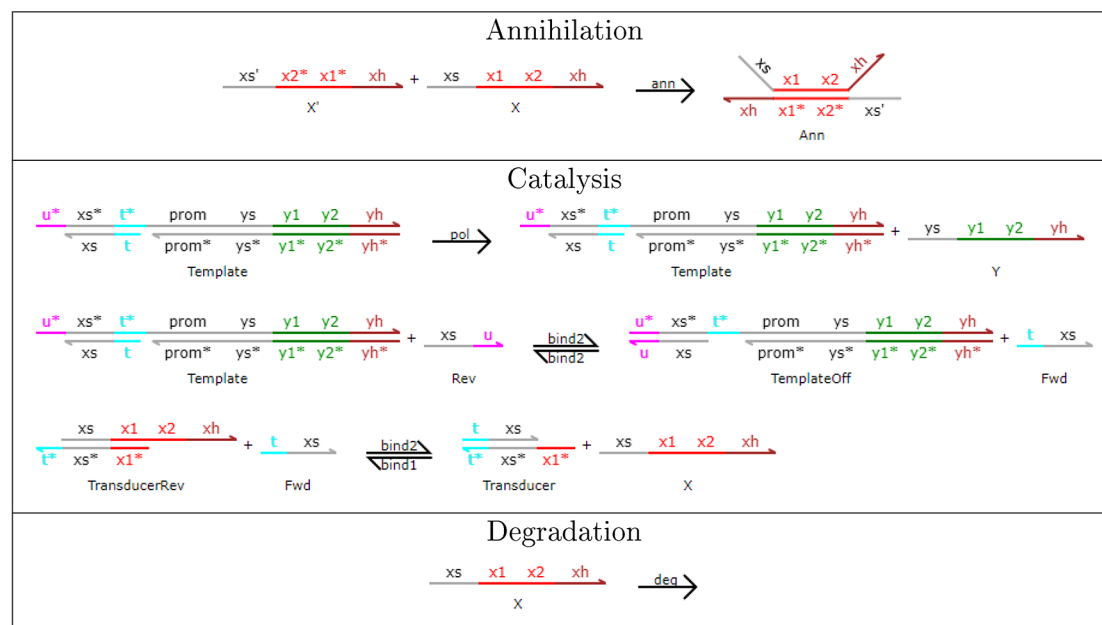 Annihilation
xs' x2* x1* xh + xs x1 x2 xh ann xs x1 x2 xh
X' X xh x1* x2* xs'
Ann
Catalysis
u* xs* t* prom ys y1 y2 yh u* xs* t* prom ys y1 y2 yh + ys y1 y2 yh
xs t prom* ys* y1* y2* yh* pol xs t prom* ys* y1* y2* yh*
Template Template Y
u* xs* t* prom ys y1 y2 yh + xs u bind2 u* xs* t* prom ys y1 y2 yh + t xs
xs t prom* ys* y1* y2* yh* bind2 u xs prom* ys* y1* y2* yh*
Template Rev TemplateOff Fwd
xs x1 x2 xh + t xs bind2 t xs + xs x1 x2 xh
t* xs* x1* bind1 t* xs* x1*
TransducerRev Fwd Transducer X
Degradation
xs x1 x2 xh deg
X